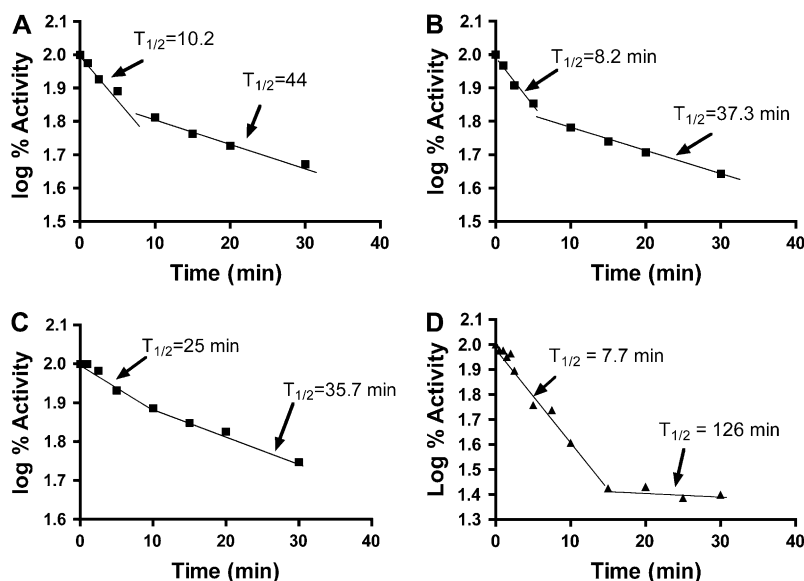 A
log % Activity
2.1
2.0
1.9
1.8
1.7
1.6
1.5
T1/2=10.2
T1/2=44
0 10 20 30 40
Time (min)
B
log % Activity
2.1
2.0
1.9
1.8
1.7
1.6
1.5
T1/2=8.2 min
T1/2=37.3 min
0 10 20 30 40
Time (min)
C
log % Activity
2.1
2.0
1.9
1.8
1.7
1.6
T1/2=25 min
T1/2=35.7 min
0 10 20 30 40
Time (min)
D
Log % Activity
2.1
2.0
1.9
1.8
1.7
1.6
1.5
1.4
1.3
T1/2 = 7.7 min
T1/2 = 126 min
0 10 20 30 40
Time (min)